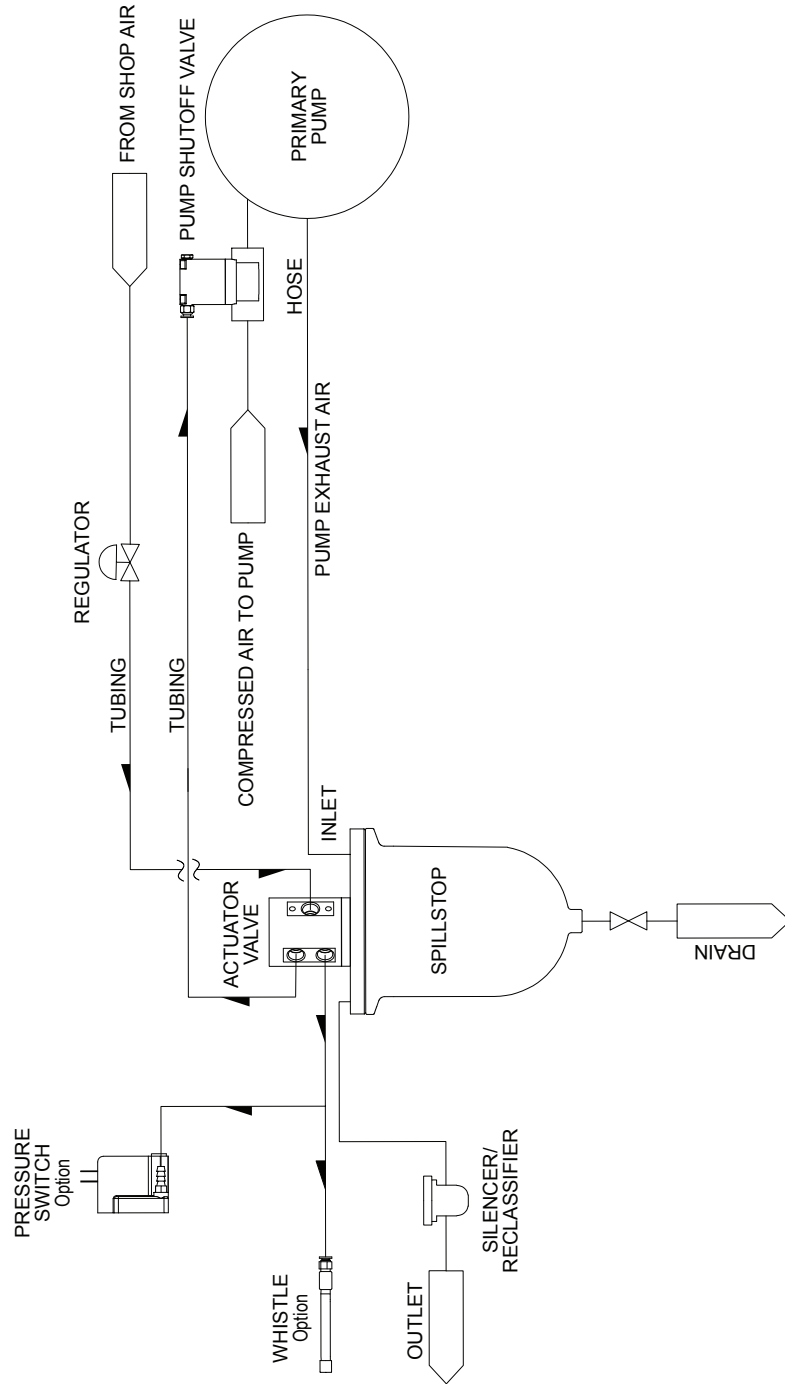 FROM SHOP AIR
PUMP SHUTOFF VALVE
PRIMARY
PUMP
HOSE
REGULATOR
PUMP EXHAUST AIR
COMPRESSED AIR TO PUMP
TUBING
TUBING
INLET
ACTUATOR
VALVE
SPILLSTOP
DRAIN
PRESSURE
SWITCH
Option
WHISTLE
Option
SILENCER/
RECLASSIFIER
OUTLET